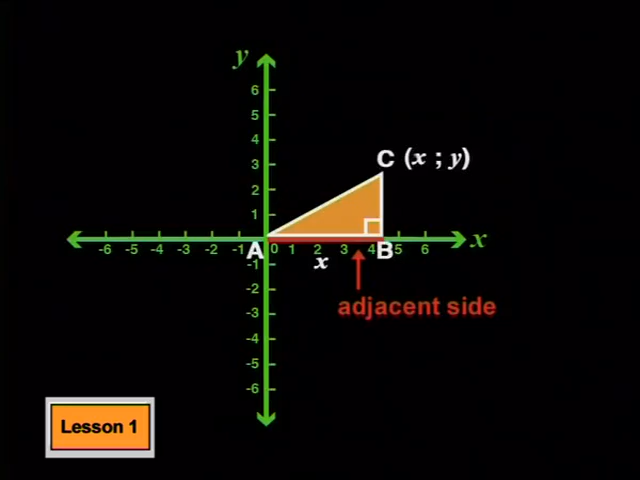 y
6
5
4
3
2
1
C (x ; y)
-6 -5 -4 -3 -2 -1 A 0 1 2 3 4 B 5 6 x
x
-1
-2
-3
-4
-5
-6
adjacent side
Lesson 1